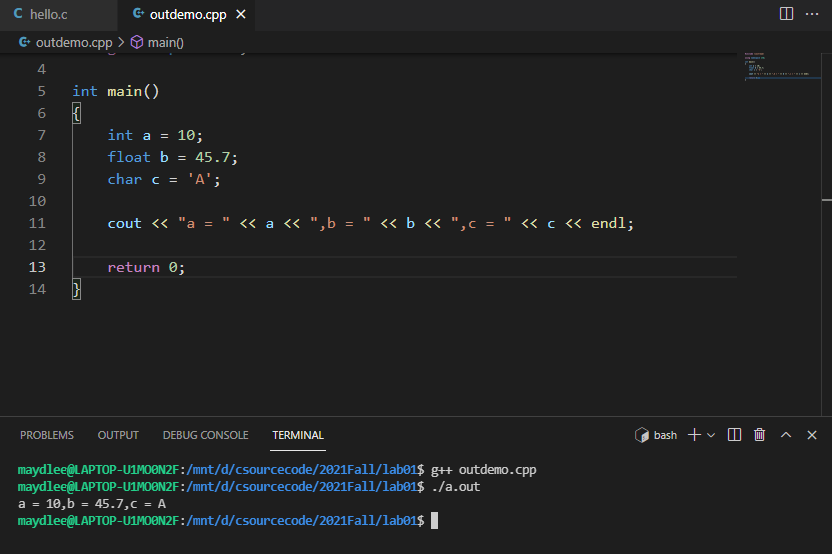 hello.c outdemo.cpp
outdemo.cpp > main()
4
5 int main()
6 {
7 int a = 10;
8 float b = 45.7;
9 char c = 'A';
10
11 cout << "a = " << a << ",b = " << b << ",c = " << c << endl;
12
13 return 0;
14 }
PROBLEMS OUTPUT DEBUG CONSOLE TERMINAL bash
maydlee@LAPTOP-U1MO0N2F:/mnt/d/csourcecode/2021Fall/lab01$ g++ outdemo.cpp
maydlee@LAPTOP-U1MO0N2F:/mnt/d/csourcecode/2021Fall/lab01$ ./a.out
a = 10,b = 45.7,c = A
maydlee@LAPTOP-U1MO0N2F:/mnt/d/csourcecode/2021Fall/lab01$